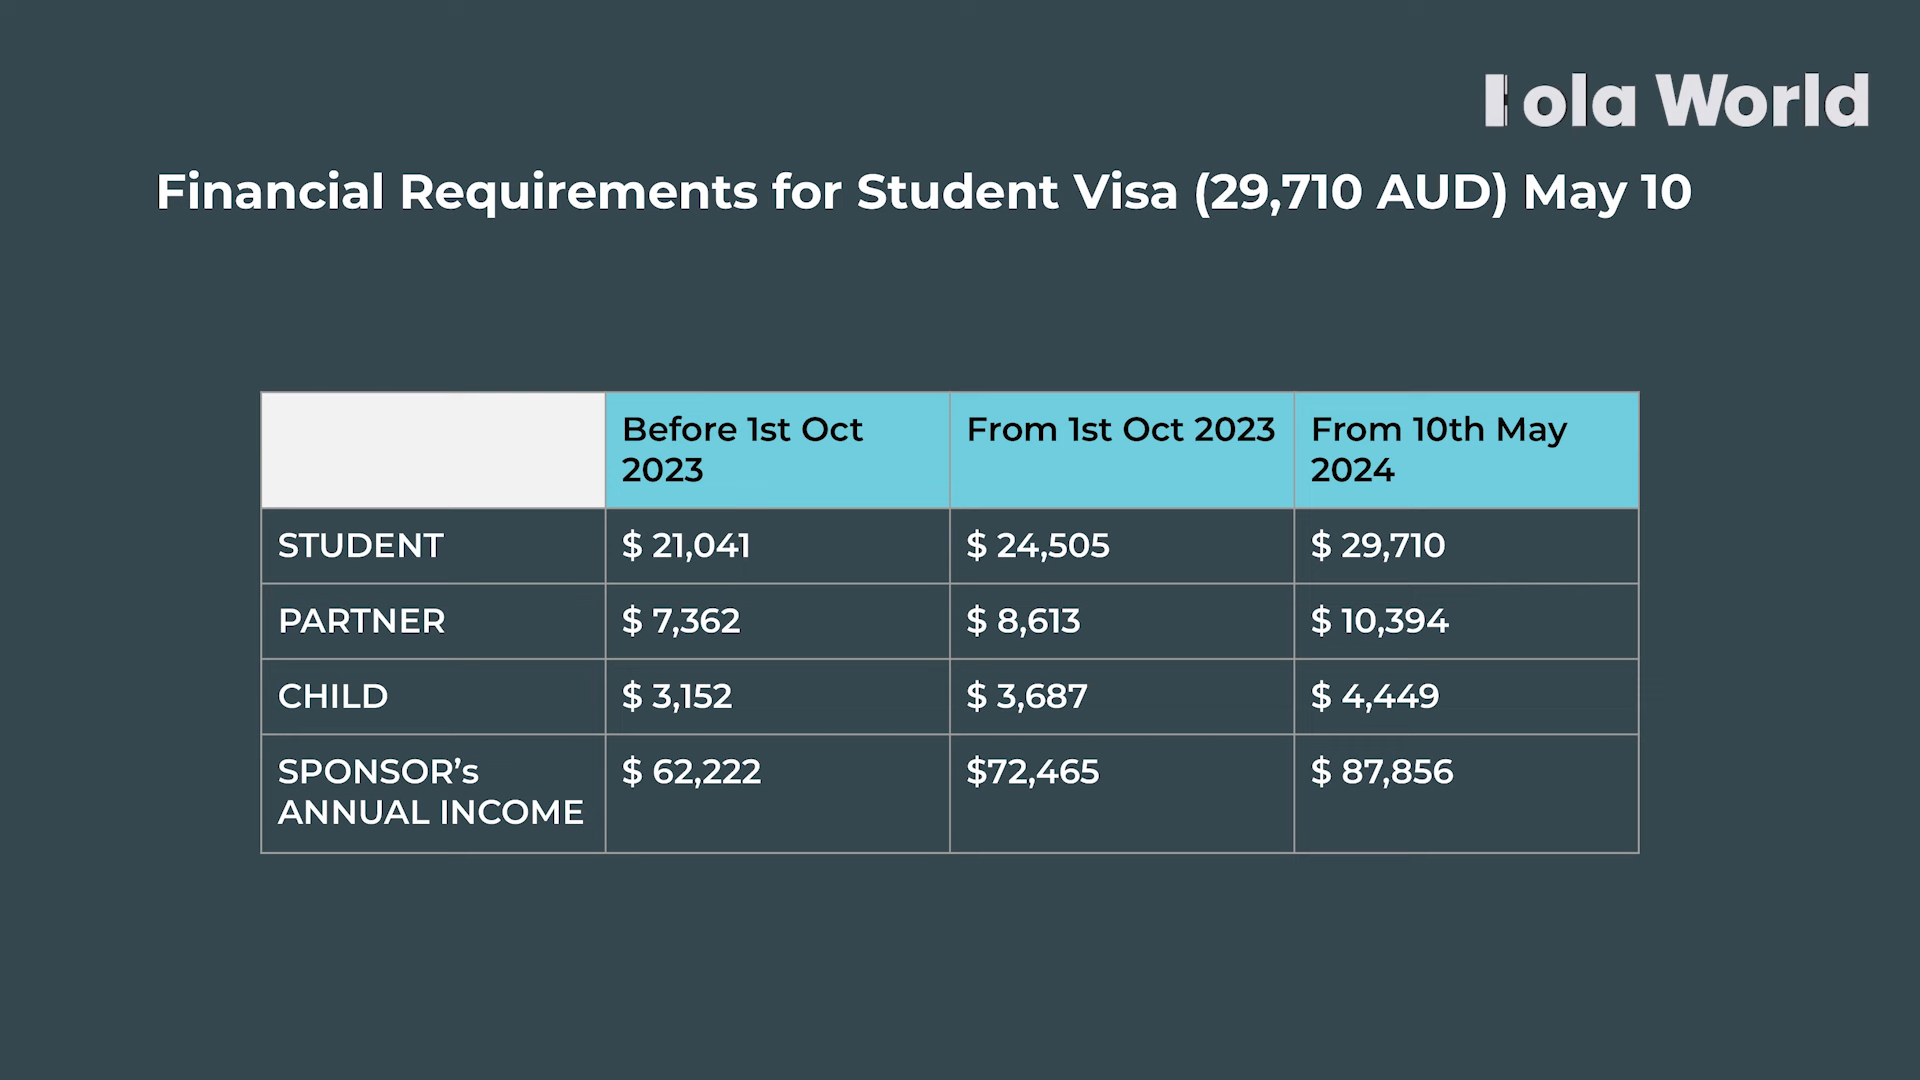 Hola World
Financial Requirements for Student Visa (29,710 AUD) May 10
Before 1st Oct 2023
From 1st Oct 2023
From 10th May 2024
STUDENT
$ 21,041
$ 24,505
$ 29,710
PARTNER
$ 7,362
$ 8,613
$ 10,394
CHILD
$ 3,152
$ 3,687
$ 4,449
SPONSOR’s ANNUAL INCOME
$ 62,222
$72,465
$ 87,856